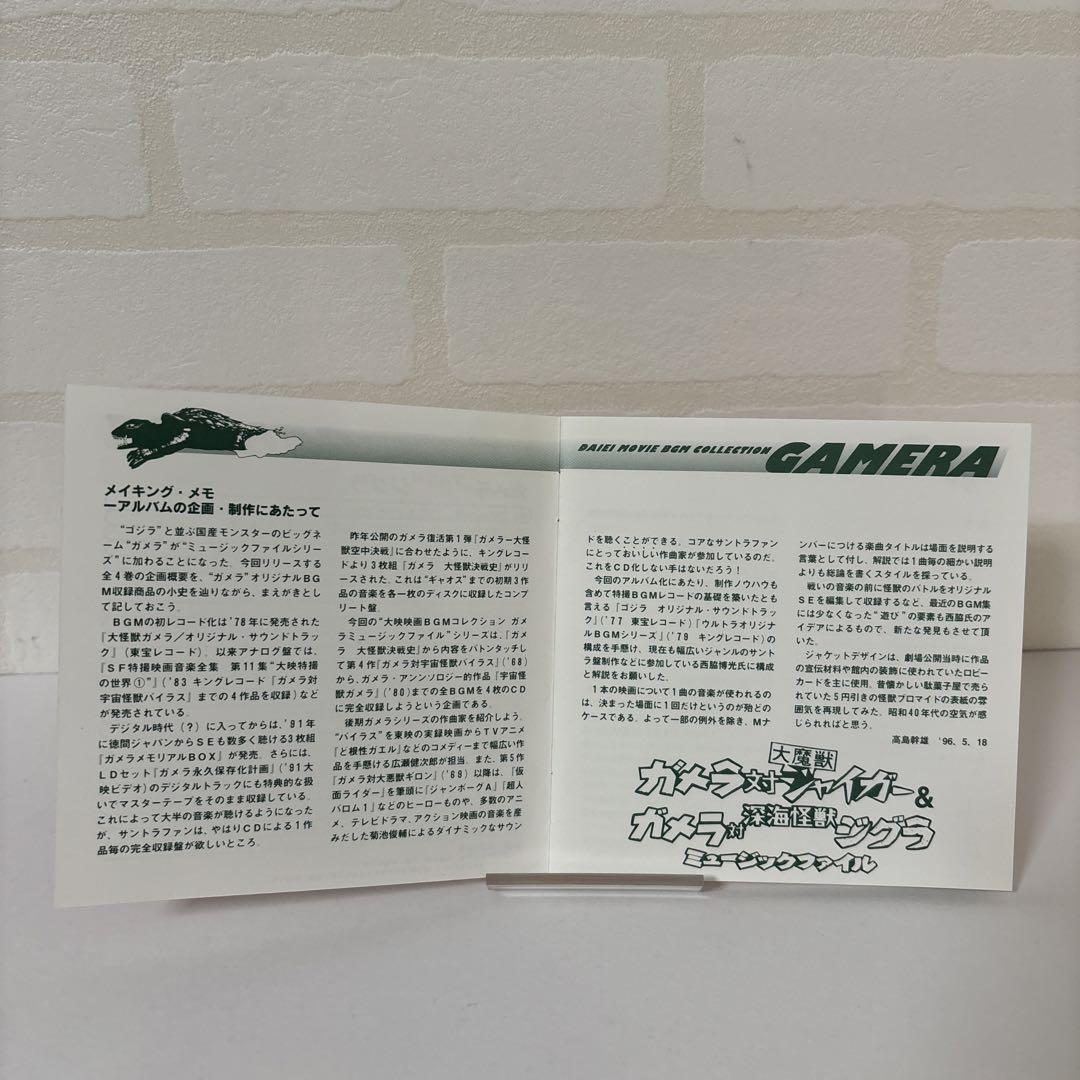 メイキング・メモ
ーアルバムの企画・制作にあたって
“ゴジラ”と並ぶ国産モンスターのビッグネ
ーム“ガメラ”が“ミュージックファイルシリー
ズ”に加わることになった。今回リリースする
全４巻の企画概要を、“ガメラ”オリジナルＢＧ
Ｍ収録商品の小史を辿りながら、まえがきとし
て記しておこう。
ＢＧＭの初レコード化は’78年に発売された
『大怪獣ガメラ／オリジナル・サウンドトラッ
ク』（東宝レコード）。以来アナログ盤では、
『ＳＦ特撮映画音楽全集　第11集“大映特撮
の世界①”』（’83 キングレコード『ガメラ対
宇宙怪獣バイラス』までの４作品を収録）など
が発売されている。
デジタル時代（？）に入ってからは、’91年
に徳間ジャパンからＳＥも数多く聴ける３枚組
『ガメラメモリアルＢＯＸ』が発売。さらには、
ＬＤセット『ガメラ永久保存化計画』（’91大
映ビデオ）のデジタルトラックにも特典的な扱
いでマスターテープをそのまま収録している。
これによって大半の音楽が聴けるようになった
が、サントラファンは、やはりＣＤによる１作
品毎の完全収録盤が欲しいところ。
昨年公開のガメラ復活第１弾『ガメラー大怪
獣空中決戦』に合わせたように、キングレコー
ドより３枚組『ガメラ　大怪獣決戦史』がリリ
ースされた。これは“ギャオス”までの初期３作
品の音楽を各一枚のディスクに収録したコンプ
リート盤。
今回の“大映映画ＢＧＭコレクション ガメ
ラミュージックファイル”シリーズは、『ガメ
ラ　大怪獣決戦史』から内容をバトンタッチし
て第４作『ガメラ対宇宙怪獣バイラス』（’68）
から、ガメラ・アンソロジー的作品『宇宙怪
獣ガメラ』（’80）までの全ＢＧＭを４枚のＣＤ
に完全収録しようという企画である。
後期ガメラシリーズの作曲家を紹介しよう。
“バイラス”を東映の実録映画からＴＶアニメ
『ど根性ガエル』などのコメディーまで幅広い作
品を手懸けている広瀬健次郎が担当。また、第５作
『ガメラ対大悪獣ギロン』（’69）以降は、『仮
面ライダー』を筆頭に『ジャンボーグＡ』『超人
バロム１』などのヒーローものや、多数のアニ
メ、テレビドラマ、アクション映画の音楽を産
みだした菊池俊輔によるダイナミックなサウン
DAIEI MOVIE BGM COLLECTION GAMERA
ドを聴くことができる。コアなサントラファン
にとっておいしい作曲家が参加しているのだ。
これをＣＤ化しない手はないだろう！
今回のアルバム化にあたり、制作ノウハウも
含めて特撮ＢＧＭレコードの基礎を築いたとも
言える『ゴジラ　オリジナル・サウンドトラッ
ク』（’77 東宝レコード）『ウルトラオリジナ
ルＢＧＭシリーズ』（’79 キングレコード）の
構成を手懸け、現在も幅広いジャンルのサント
ラ盤制作などに参加している西脇博光氏に構成
と解説をお願いした。
１本の映画について１曲の音楽が使われるの
は、決まった場面に１回だけというのが殆どの
ケースである。よって一部の例外を除き、Ｍナ
ンバーにつける楽曲タイトルは場面を説明する
言葉として付し、解説では１曲毎の細かい説明
よりも総論を書くスタイルを採っている。
戦いの音楽の前に怪獣のバトルをオリジナル
ＳＥを編集して収録するなど、最近のＢＧＭ集
には少なくなった“遊び”の要素も西脇氏のア
イデアによるもので、新たな発見もさせて頂
いた。
ジャケットデザインは、劇場公開当時に作品
の宣伝材料や館内の装飾に使われていたロビー
カードを主に使用。昔懐かしい駄菓子屋で売ら
れていた５円引きの怪獣ブロマイドの表紙の雰
囲気を再現してみた。昭和40年代の空気が感
じられればと思う。
高島幹雄　’96. 5. 18
ガメラ対大魔獣ジャイガー&
ガメラ対深海怪獣ジグラ
ミュージックファイル